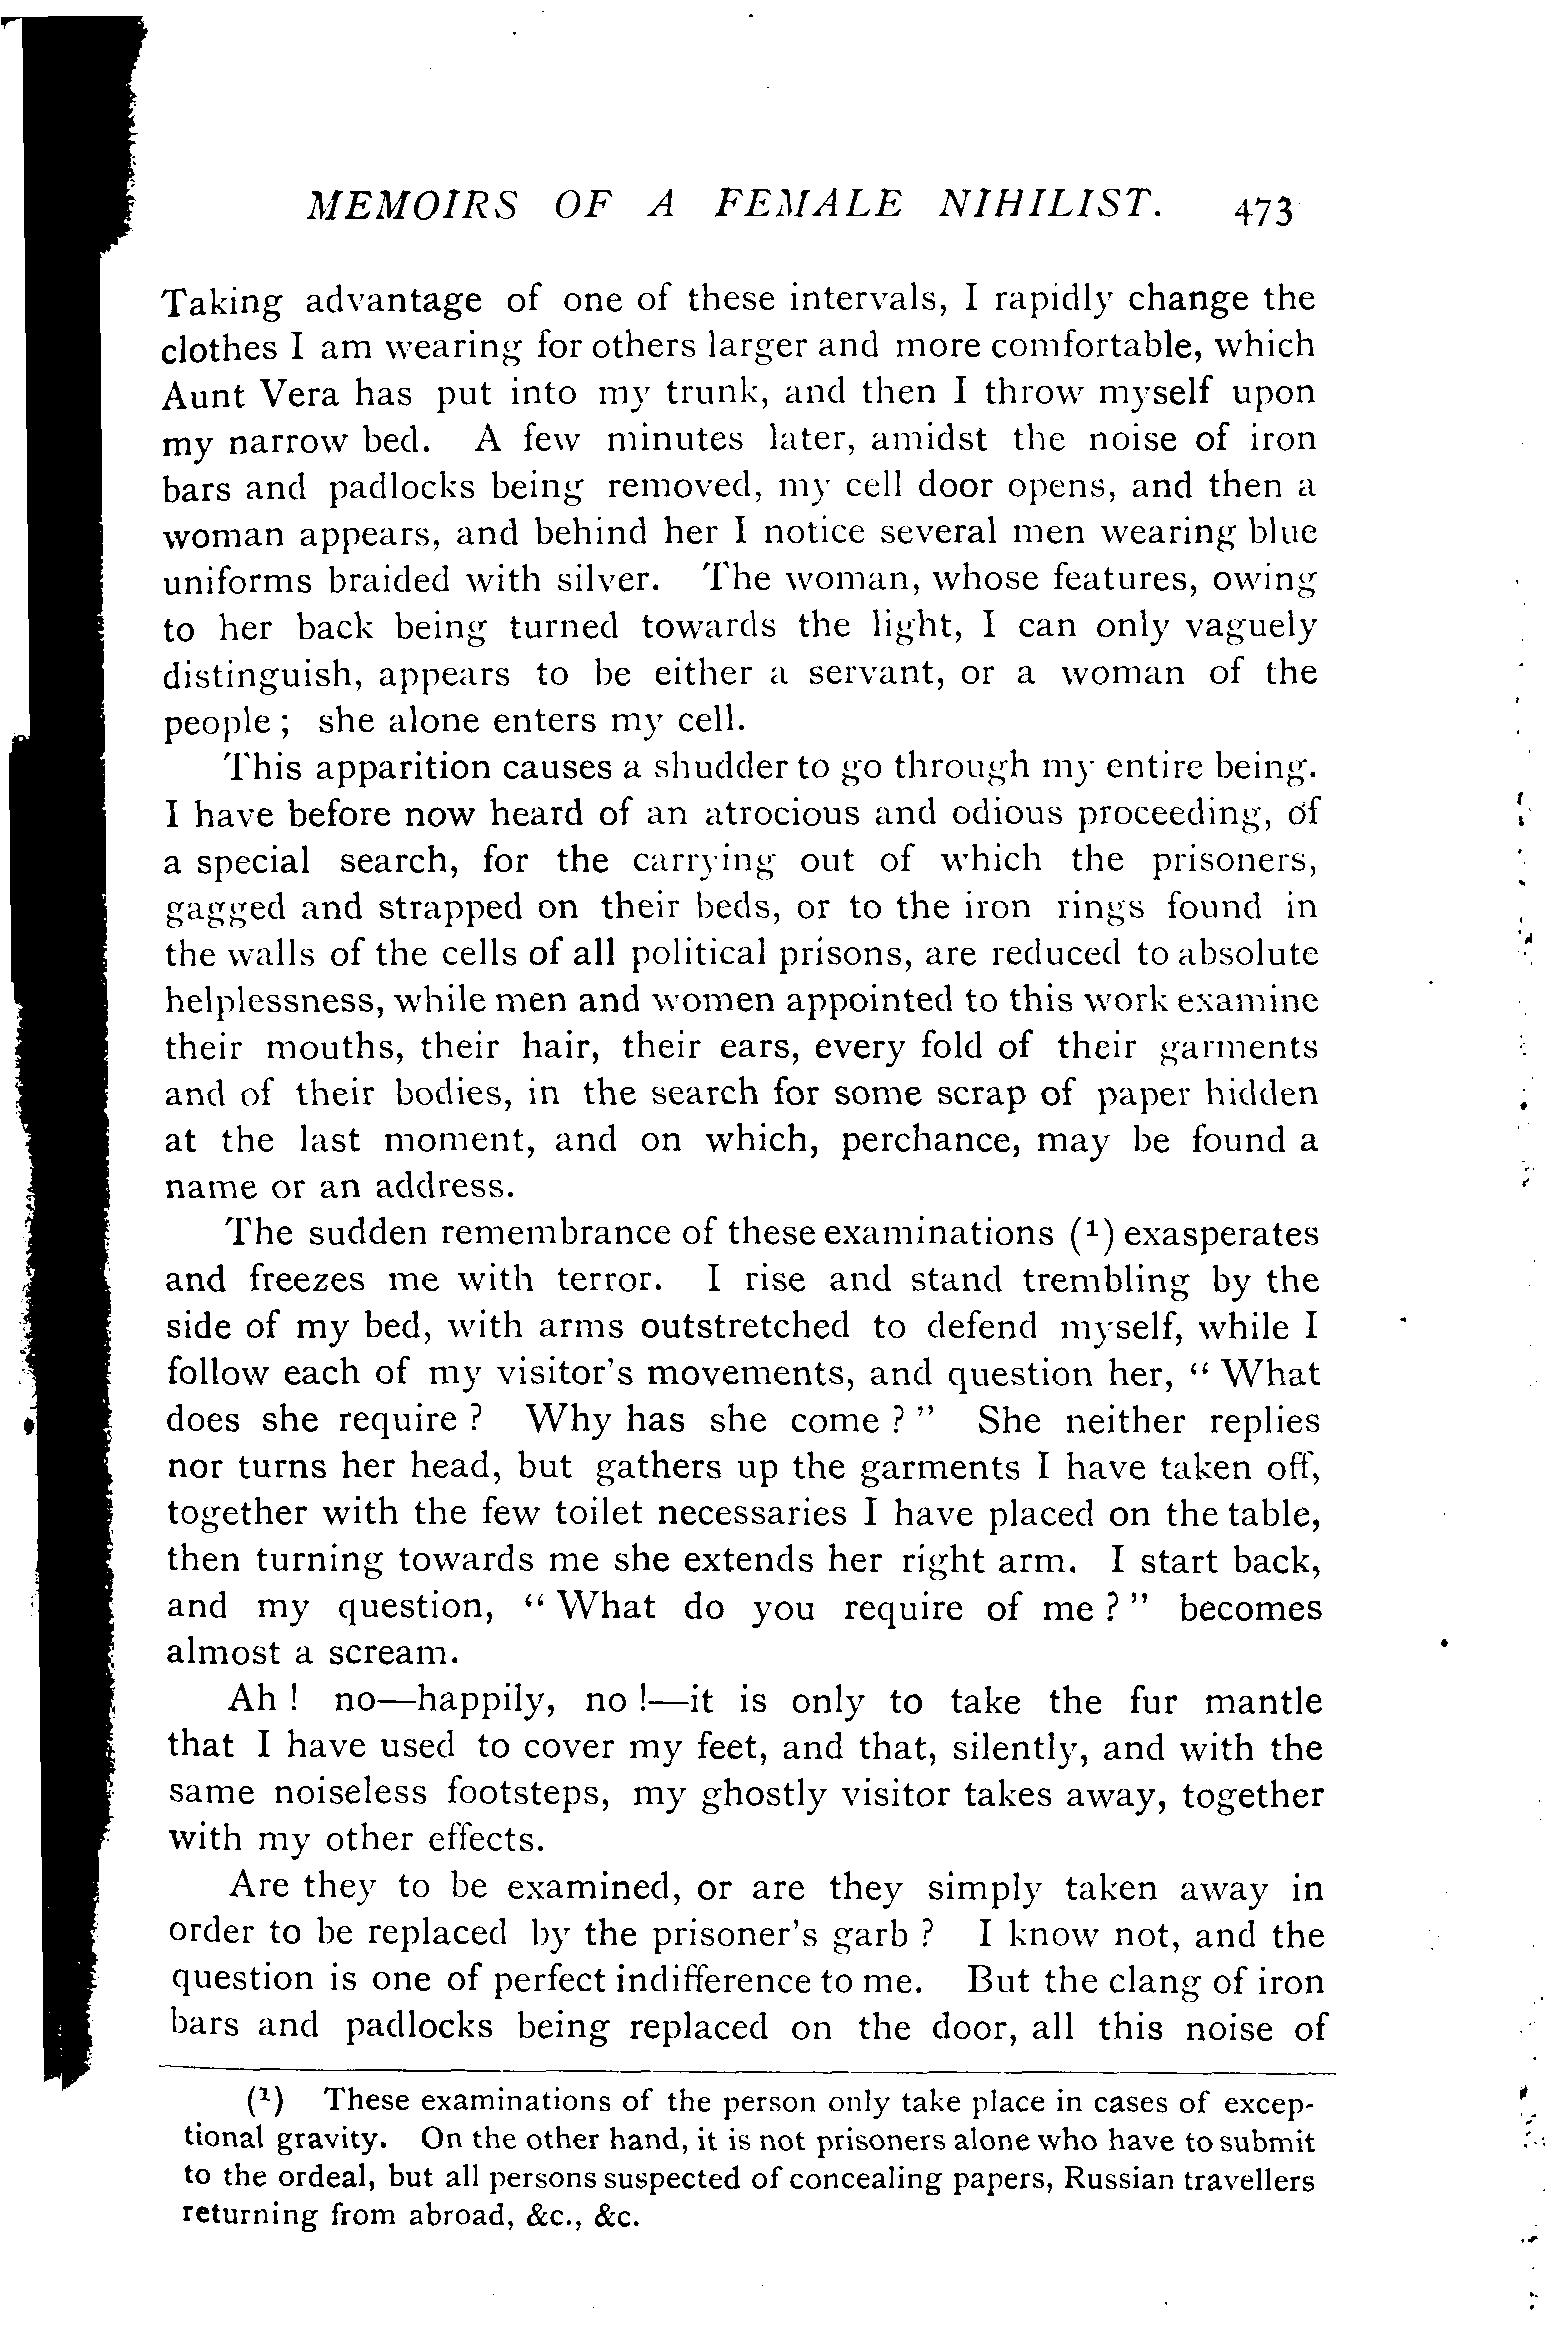 MEMOIRS OF A FEMALE NIHILIST. 473
Taking advantage of one of these intervals, I rapidly change the
clothes I am wearing for others larger and more comfortable, which
Aunt Vera has put into my trunk, and then I throw myself upon
my narrow bed. A few minutes later, amidst the noise of iron
bars and padlocks being removed, my cell door opens, and then a
woman appears, and behind her I notice several men wearing blue
uniforms braided with silver. The woman, whose features, owing
to her back being turned towards the light, I can only vaguely
distinguish, appears to be either a servant, or a woman of the
people ; she alone enters my cell.
This apparition causes a shudder to go through my entire being.
I have before now heard of an atrocious and odious proceeding, of
a special search, for the carrying out of which the prisoners,
gagged and strapped on their beds, or to the iron rings found in
the walls of the cells of all political prisons, are reduced to absolute
helplessness, while men and women appointed to this work examine
their mouths, their hair, their ears, every fold of their garments
and of their bodies, in the search for some scrap of paper hidden
at the last moment, and on which, perchance, may be found a
name or an address.
The sudden remembrance of these examinations (¹) exasperates
and freezes me with terror. I rise and stand trembling by the
side of my bed, with arms outstretched to defend myself, while I
follow each of my visitor's movements, and question her, “ What
does she require ? Why has she come ? ” She neither replies
nor turns her head, but gathers up the garments I have taken off,
together with the few toilet necessaries I have placed on the table,
then turning towards me she extends her right arm. I start back,
and my question, “ What do you require of me ? ” becomes
almost a scream.
Ah ! no—happily, no !—it is only to take the fur mantle
that I have used to cover my feet, and that, silently, and with the
same noiseless footsteps, my ghostly visitor takes away, together
with my other effects.
Are they to be examined, or are they simply taken away in
order to be replaced by the prisoner's garb ? I know not, and the
question is one of perfect indifference to me. But the clang of iron
bars and padlocks being replaced on the door, all this noise of
(¹) These examinations of the person only take place in cases of excep-
tional gravity. On the other hand, it is not prisoners alone who have to submit
to the ordeal, but all persons suspected of concealing papers, Russian travellers
returning from abroad, &c., &c.